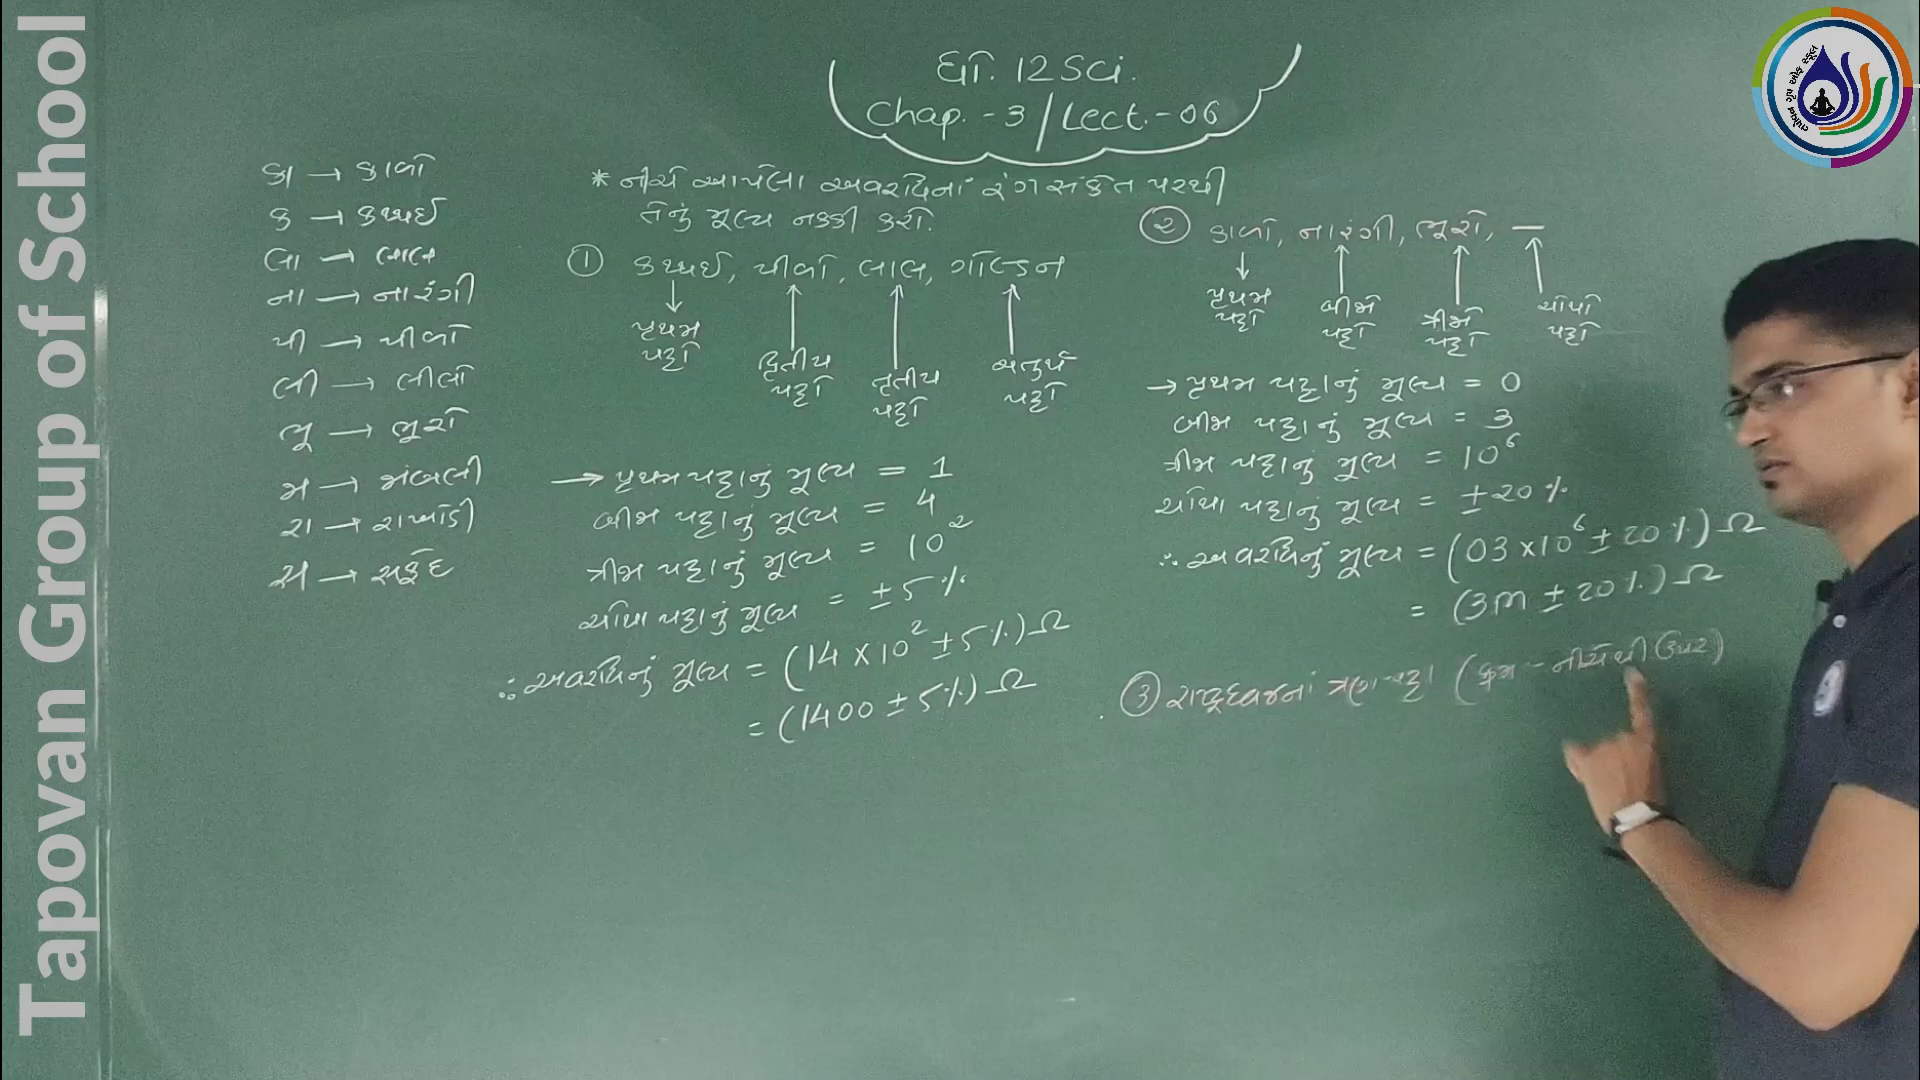 Tapovan Group of School
ધો. 12 Sci.
Chap. - 3 / Lect. - 06
કા → કાળો
ક → કથ્થઈ
લા → લાલ
ના → નારંગી
પી → પીળો
લી → લીલો
ભૂ → ભૂરો
જા → જાંબલી
રા → રાખોડી
સ → સફેદ
* નીચે આપેલા અવરોધનાં રંગ સંકેત પરથી
તેનું મૂલ્ય નક્કી કરો.
① કથ્થઈ, પીળો, લાલ, ગોલ્ડન
પ્રથમ પટ્ટો
દ્વિતીય પટ્ટો
તૃતીય પટ્ટો
ચતુર્થ પટ્ટો
→ પ્રથમ પટ્ટાનું મૂલ્ય = 1
બીજા પટ્ટાનું મૂલ્ય = 4
ત્રીજા પટ્ટાનું મૂલ્ય = 10²
ચોથા પટ્ટાનું મૂલ્ય = ±5%
∴ અવરોધનું મૂલ્ય = (14 × 10² ± 5%) Ω
= (1400 ± 5%) Ω
② કાળો, નારંગી, ભૂરો, —
પ્રથમ પટ્ટો
બીજો પટ્ટો
ત્રીજો પટ્ટો
ચોથો પટ્ટો
→ પ્રથમ પટ્ટાનું મૂલ્ય = 0
બીજા પટ્ટાનું મૂલ્ય = 3
ત્રીજા પટ્ટાનું મૂલ્ય = 10⁶
ચોથા પટ્ટાનું મૂલ્ય = ±20%
∴ અવરોધનું મૂલ્ય = (03 × 10⁶ ± 20%) Ω
= (3M ± 20%) Ω
③ રાષ્ટ્રધ્વજનાં ત્રણ પટ્ટા (ક્રમ - નીચેથી ઉપર)